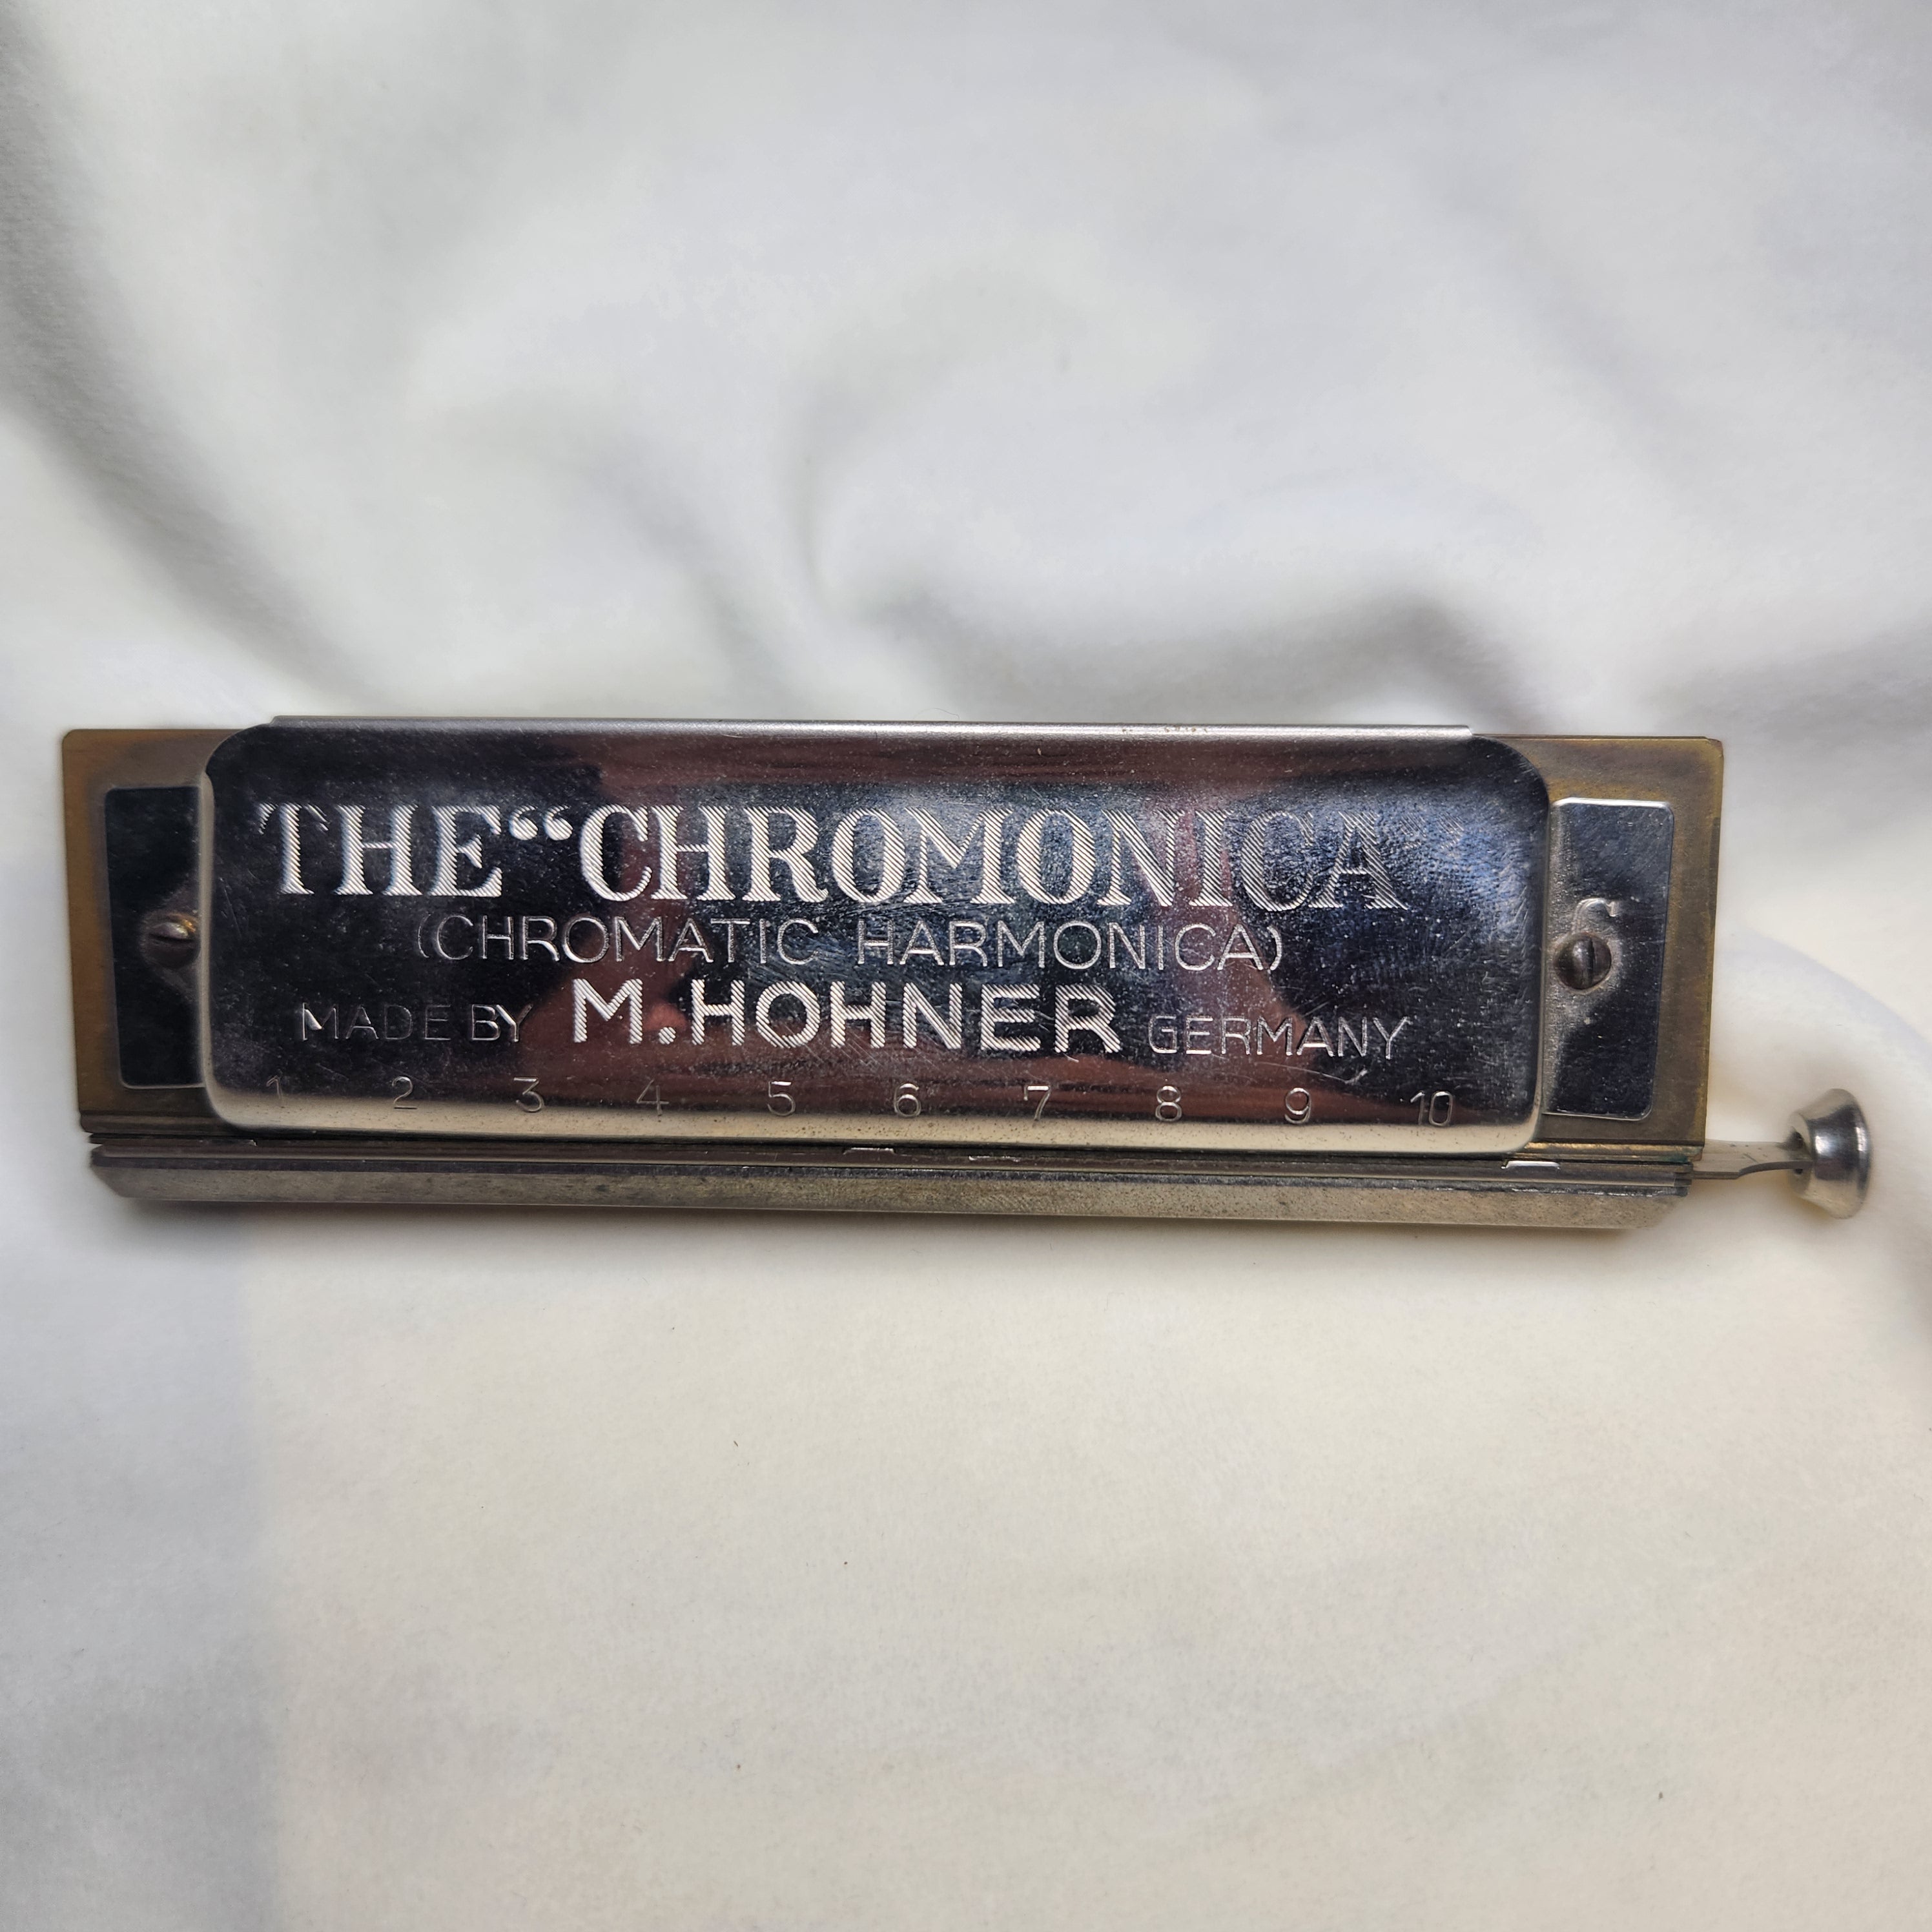 THE “CHROMONICA”
(CHROMATIC HARMONICA)
MADE BY M. HOHNER GERMANY
1 2 3 4 5 6 7 8 9 10